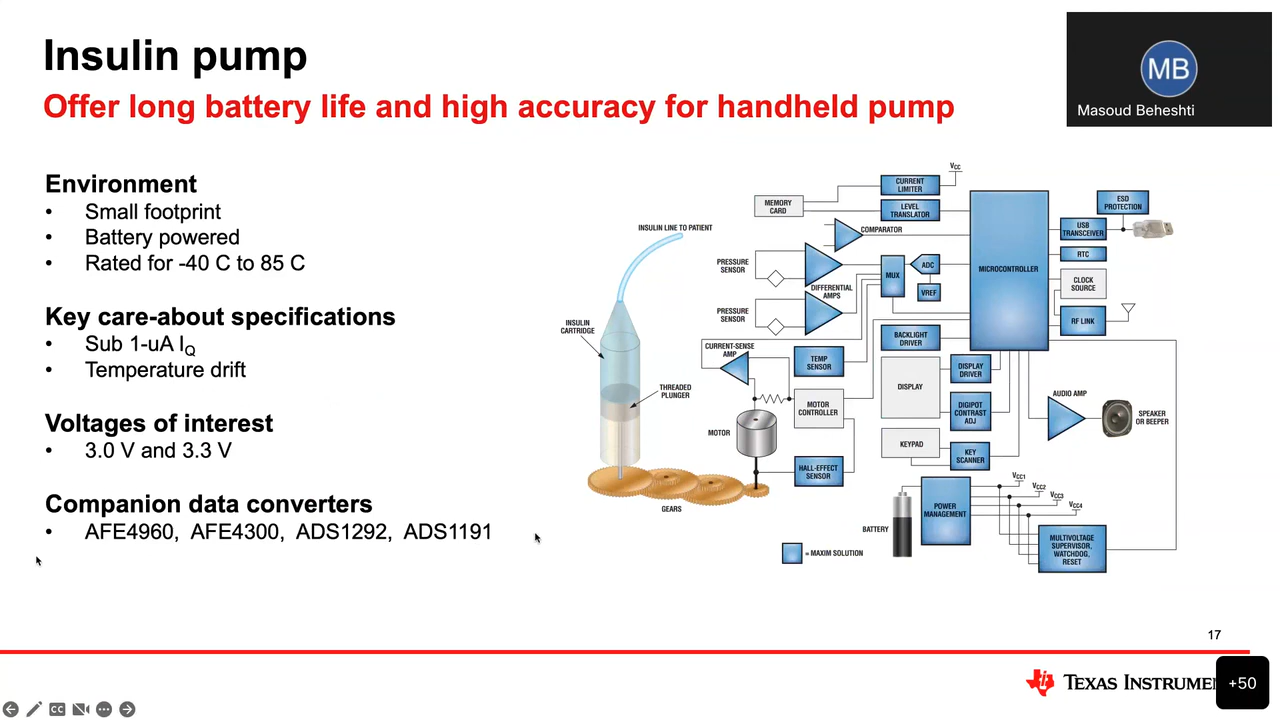 Insulin pump
Offer long battery life and high accuracy for handheld pump
MB
Masoud Beheshti
Environment
• Small footprint
• Battery powered
• Rated for -40 C to 85 C
Key care-about specifications
• Sub 1-uA IQ
• Temperature drift
Voltages of interest
• 3.0 V and 3.3 V
Companion data converters
• AFE4960, AFE4300, ADS1292, ADS1191
INSULIN LINE TO PATIENT
INSULIN
CARTRIDGE
THREADED
PLUNGER
GEARS
MEMORY
CARD
CURRENT
LIMITER
VCC
LEVEL
TRANSLATOR
COMPARATOR
PRESSURE
SENSOR
DIFFERENTIAL
AMPS
PRESSURE
SENSOR
MUX
ADC
VREF
MICROCONTROLLER
ESD
PROTECTION
USB
TRANSCEIVER
RTC
CLOCK
SOURCE
RF LINK
CURRENT-SENSE
AMP
TEMP
SENSOR
BACKLIGHT
DRIVER
MOTOR
CONTROLLER
MOTOR
HALL-EFFECT
SENSOR
DISPLAY
DISPLAY
DRIVER
DIGIPOT
CONTRAST
ADJ
KEYPAD
KEY
SCANNER
AUDIO AMP
SPEAKER
OR BEEPER
BATTERY
POWER
MANAGEMENT
VCC1
VCC2
VCC3
VCC4
MULTIVOLTAGE
SUPERVISOR,
WATCHDOG,
RESET
= MAXIM SOLUTION
17
TEXAS INSTRUME
+50
CC